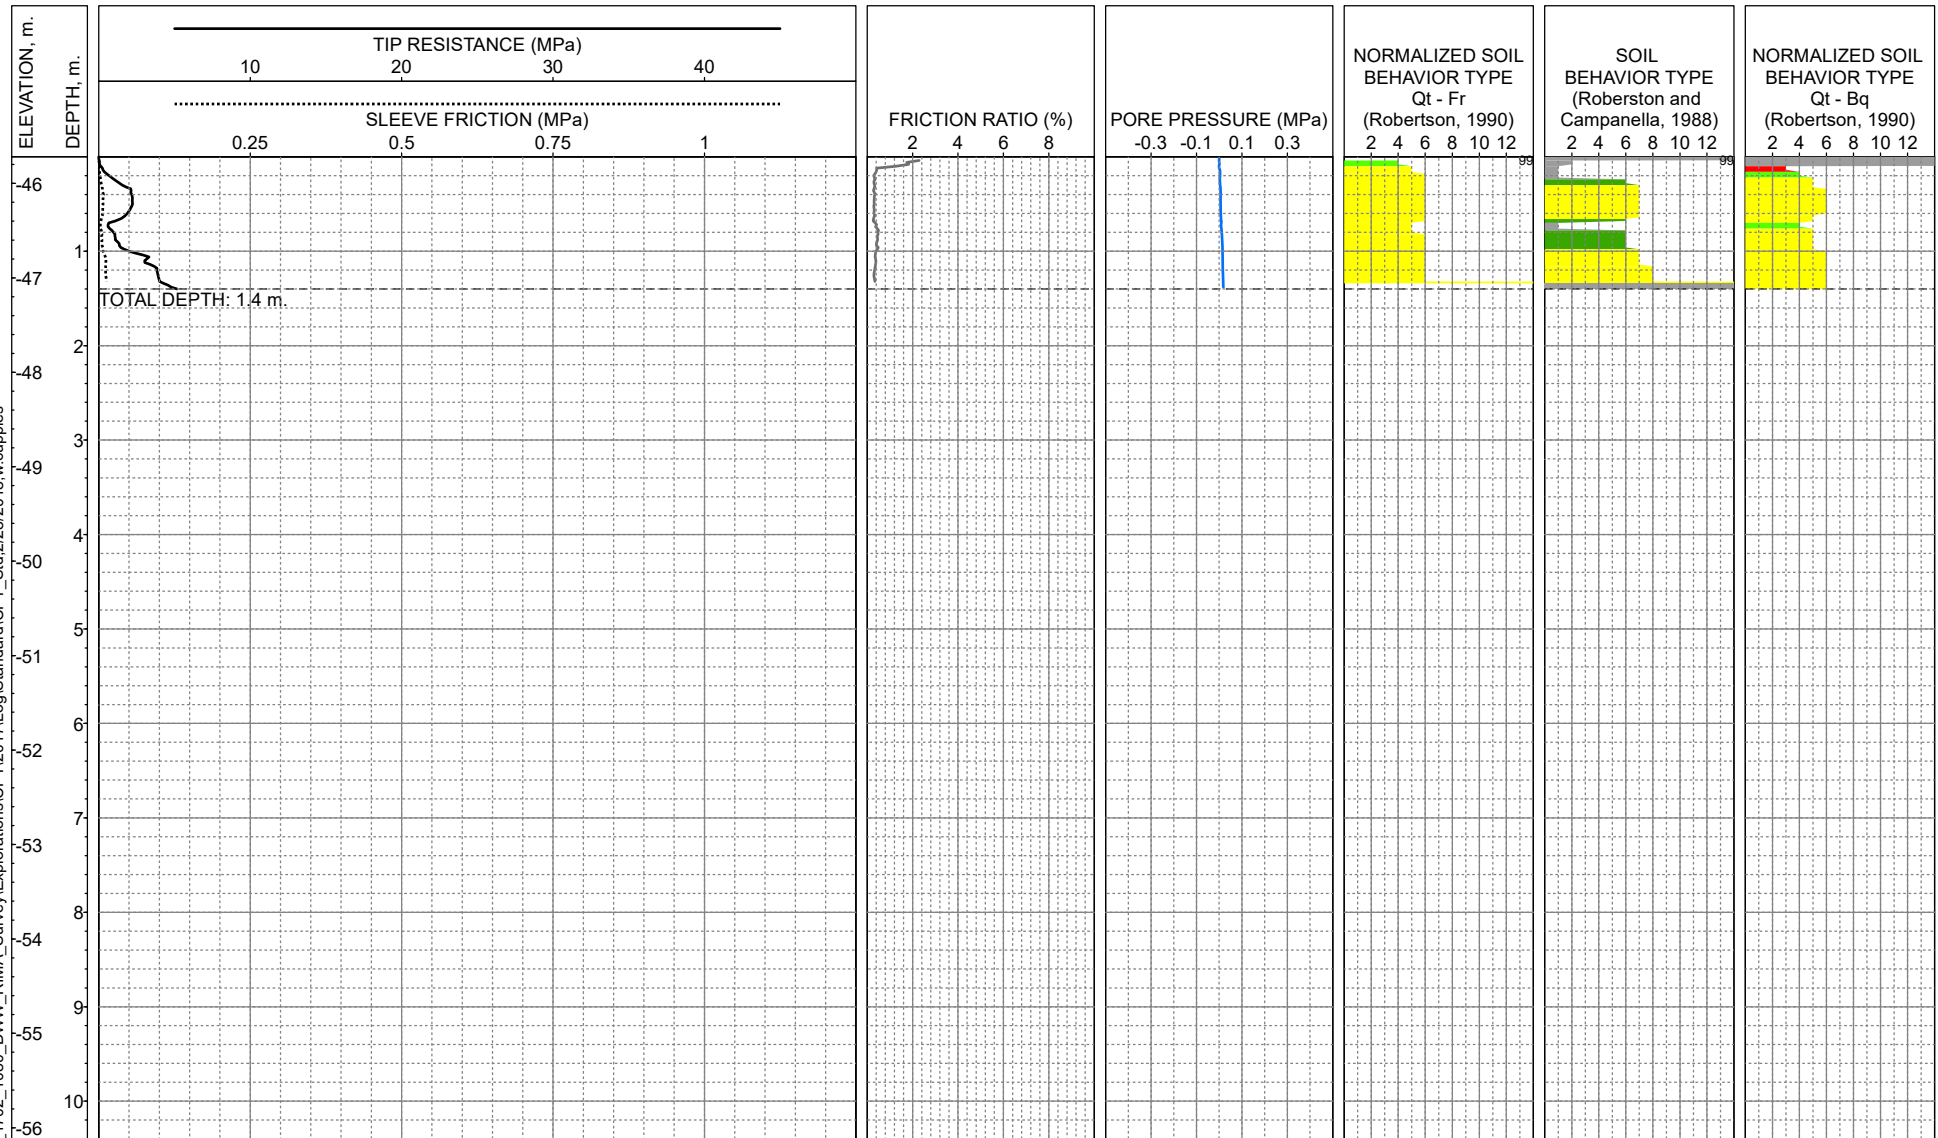 ELEVATION, m.
DEPTH, m.
TIP RESISTANCE (MPa)
10 20 30 40
SLEEVE FRICTION (MPa)
0.25 0.5 0.75 1
FRICTION RATIO (%)
2 4 6 8
PORE PRESSURE (MPa)
-0.3 -0.1 0.1 0.3
NORMALIZED SOIL
BEHAVIOR TYPE
Qt - Fr
(Robertson, 1990)
2 4 6 8 10 12
99
SOIL
BEHAVIOR TYPE
(Roberston and
Campanella, 1988)
2 4 6 8 10 12
99
NORMALIZED SOIL
BEHAVIOR TYPE
Qt - Bq
(Robertson, 1990)
2 4 6 8 10 12
-46
1
-47
TOTAL DEPTH: 1.4 m.
2
-48
3
-49
4
-50
5
-51
6
-52
7
-53
8
-54
9
-55
10
-56